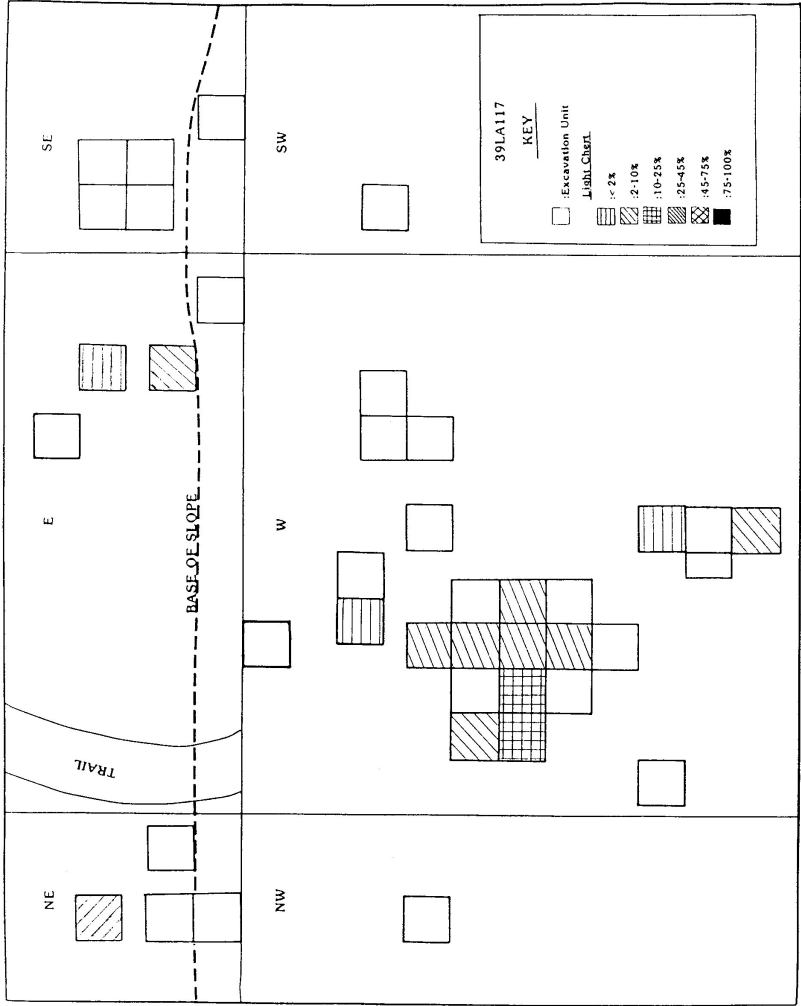 SE
SW
E
W
BASE OF SLOPE
TRAIL
NE
NW
39LA117
KEY
:Excavation Unit
Light Chert
:< 2%
:2-10%
:10-25%
:25-45%
:45-75%
:75-100%